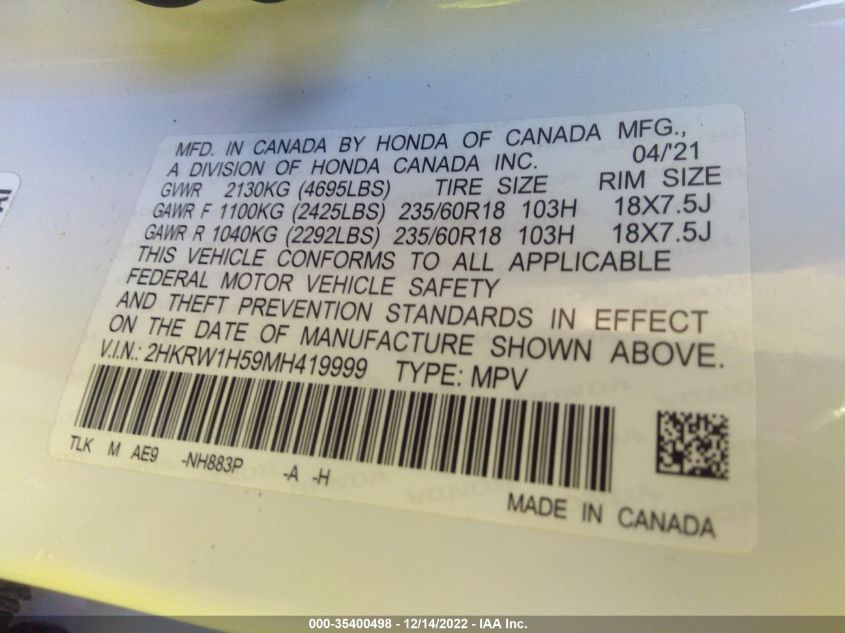 MFD. IN CANADA BY HONDA OF CANADA MFG.,
A DIVISION OF HONDA CANADA INC. 04/'21
GVWR 2130KG (4695LBS) TIRE SIZE RIM SIZE
GAWR F 1100KG (2425LBS) 235/60R18 103H 18X7.5J
GAWR R 1040KG (2292LBS) 235/60R18 103H 18X7.5J
THIS VEHICLE CONFORMS TO ALL APPLICABLE
FEDERAL MOTOR VEHICLE SAFETY
AND THEFT PREVENTION STANDARDS IN EFFECT
ON THE DATE OF MANUFACTURE SHOWN ABOVE.
V.I.N.: 2HKRW1H59MH419999 TYPE: MPV
TLK M AE9 -NH883P -A -H
MADE IN CANADA
000-35400498 - 12/14/2022 - IAA Inc.